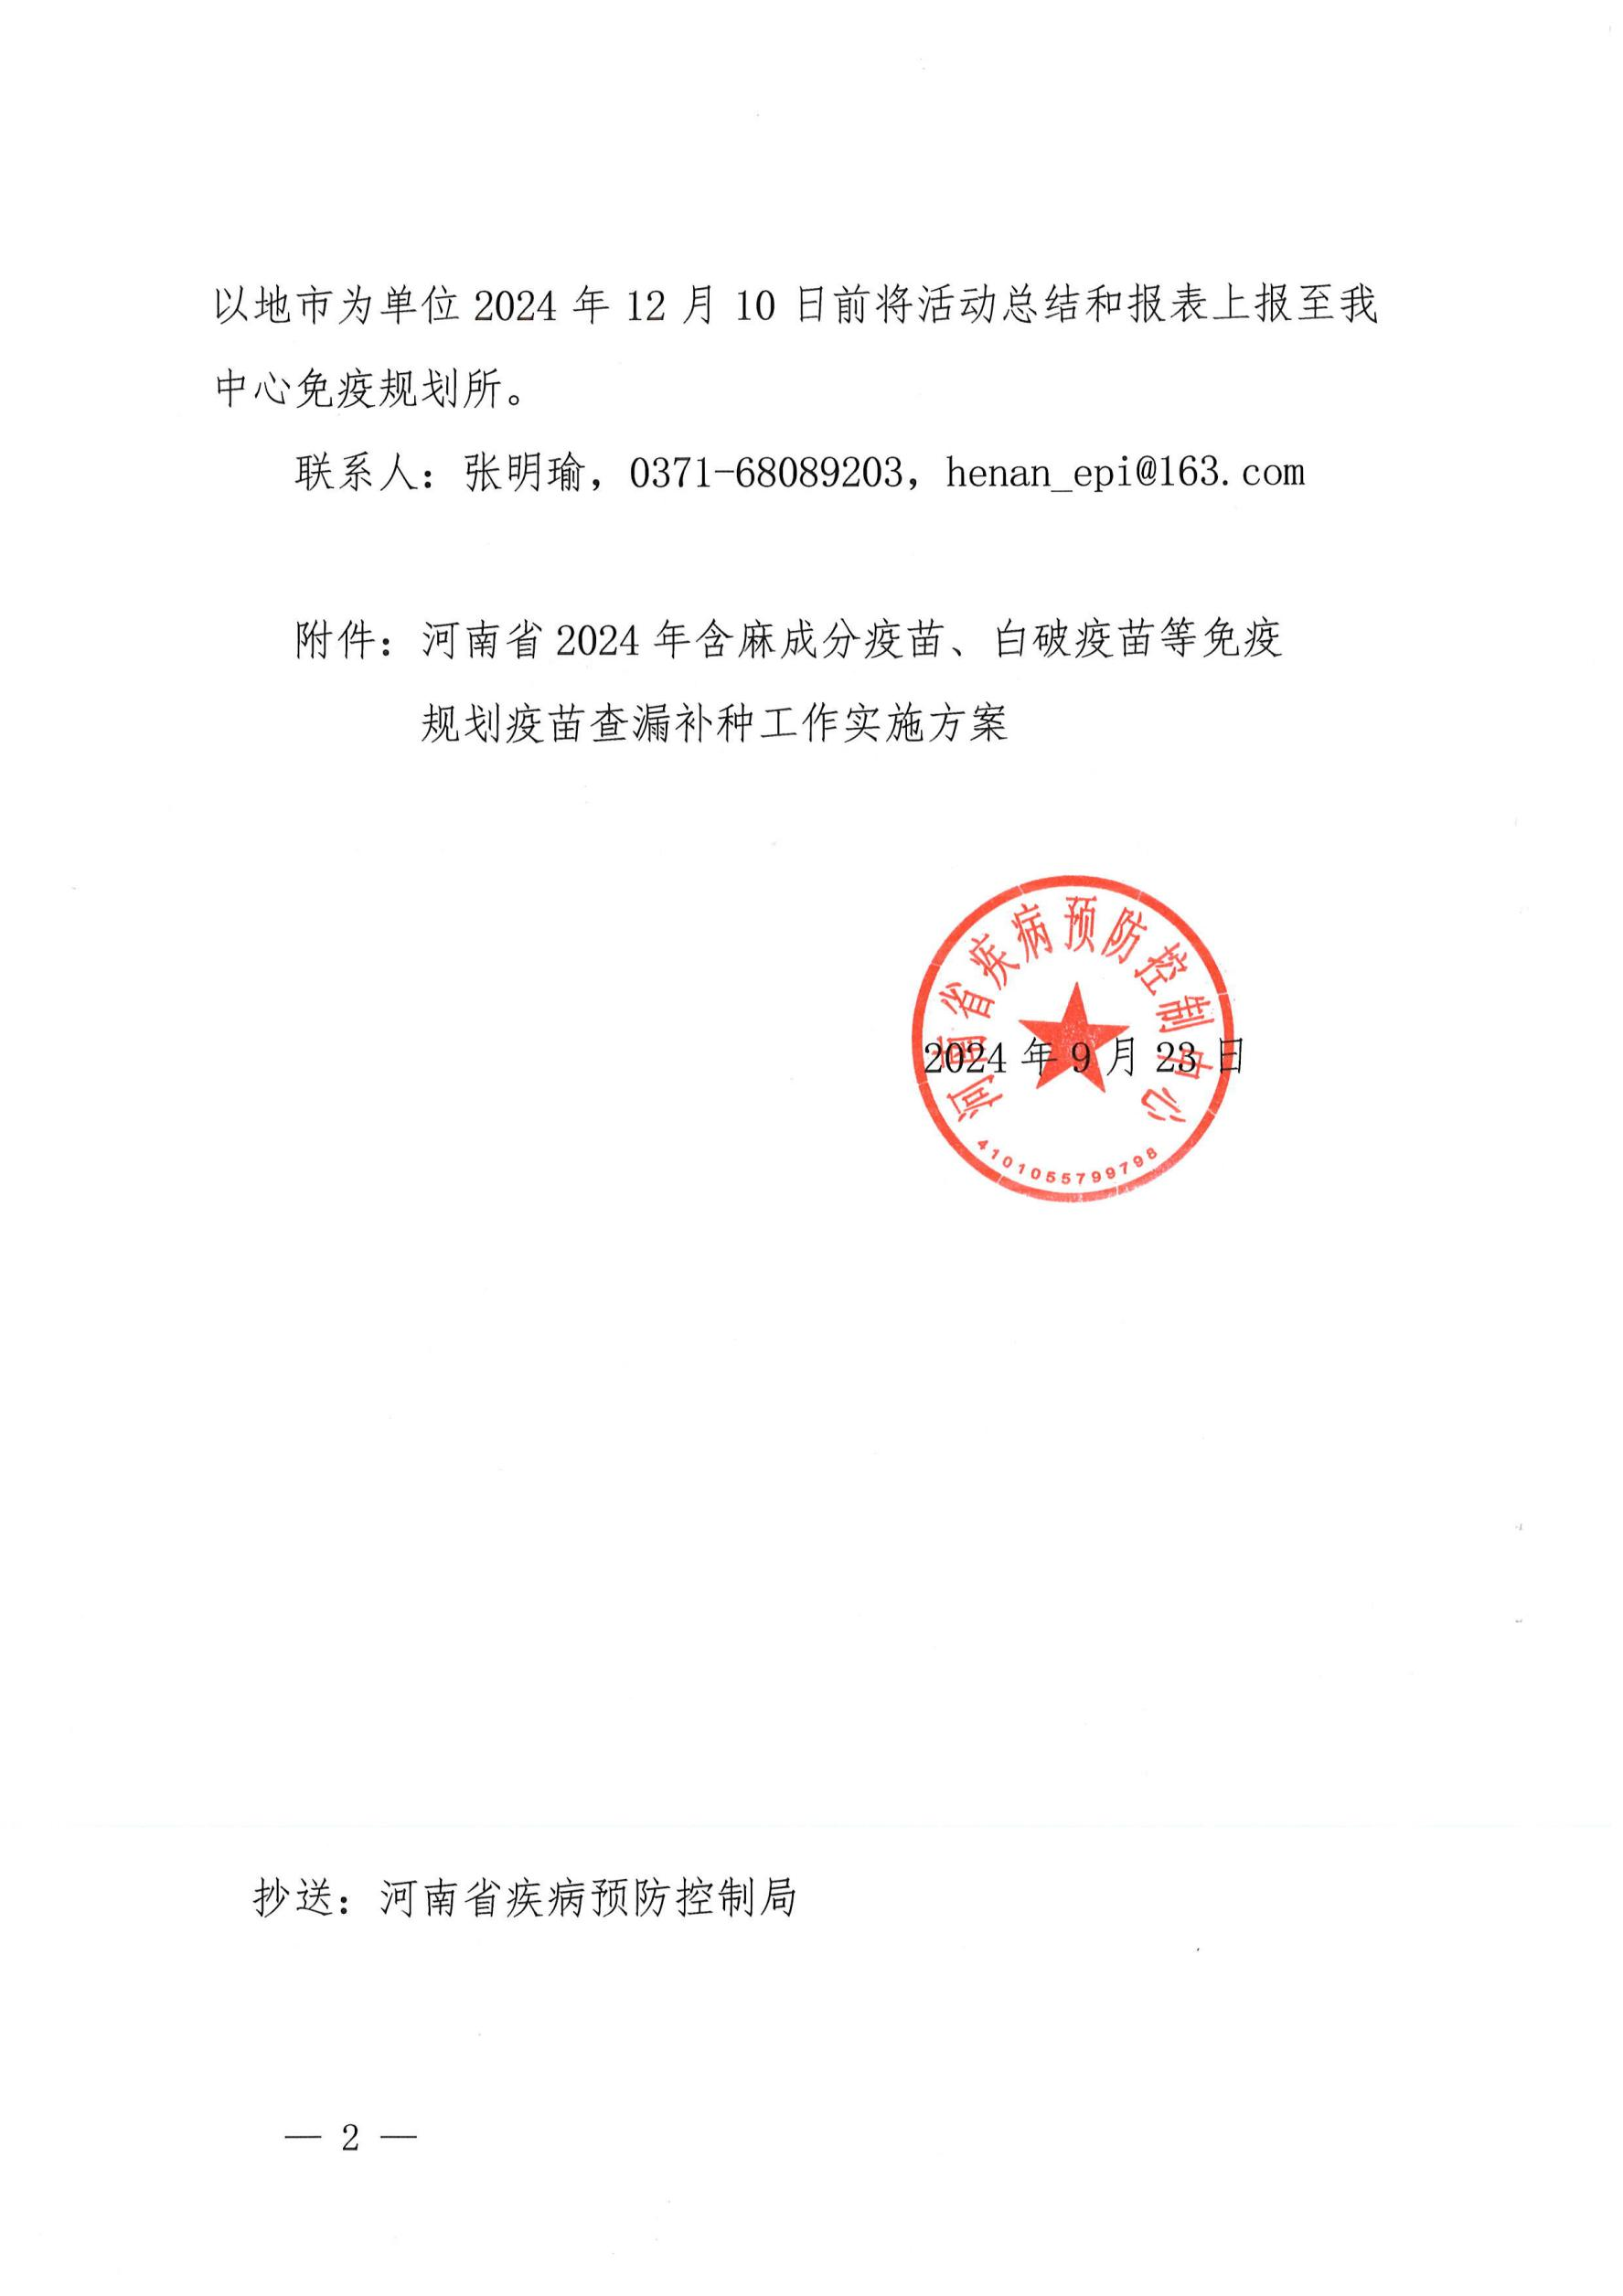 以地市为单位 2024 年 12 月 10 日前将活动总结和报表上报至我
中心免疫规划所。
联系人：张明瑜，0371-68089203，henan_epi@163.com
附件：河南省 2024 年含麻成分疫苗、白破疫苗等免疫
规划疫苗查漏补种工作实施方案
河南省疾病预防控制中心
2024 年 9 月 23 日
4101055799798
抄送：河南省疾病预防控制局
— 2 —